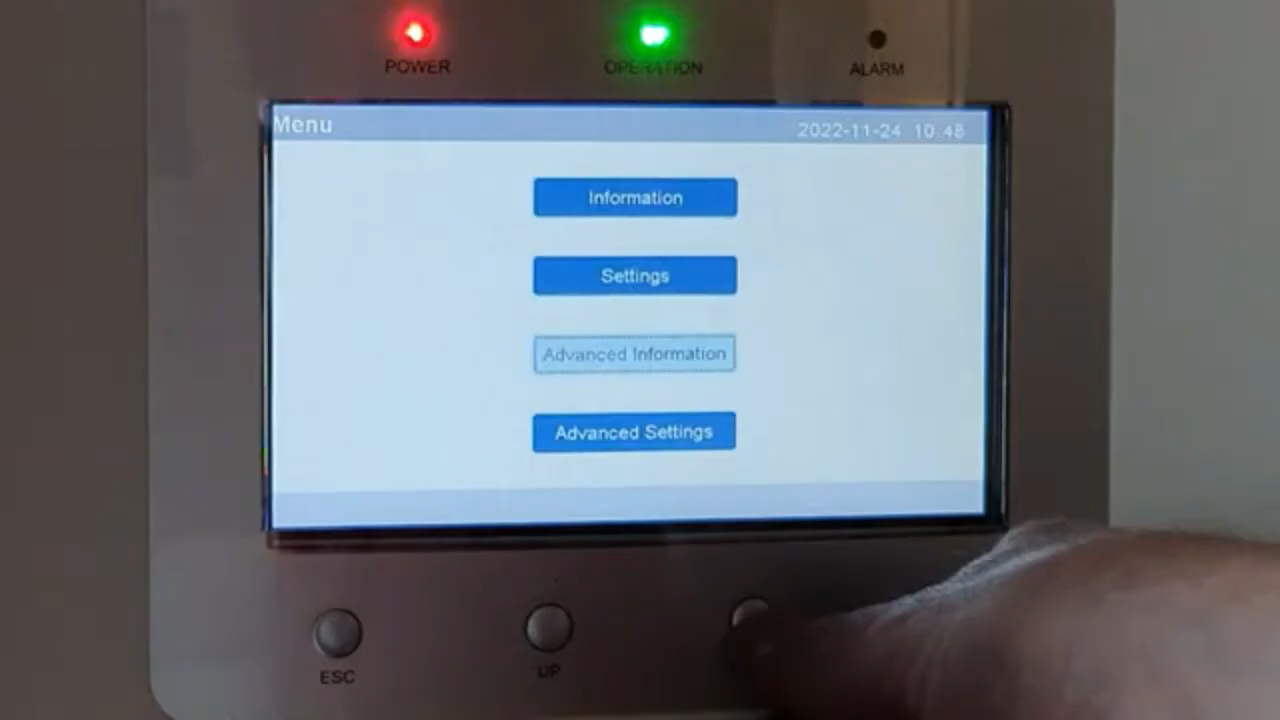 POWER OPERATION ALARM
Menu 2022-11-24 10:48
Information
Settings
Advanced Information
Advanced Settings
ESC UP